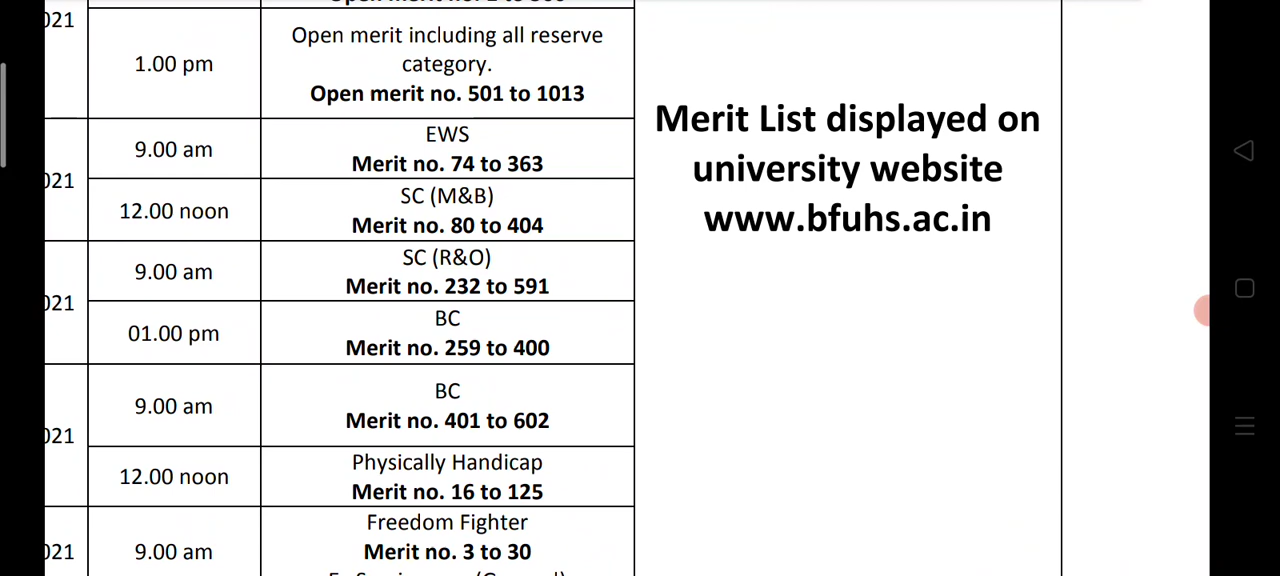 021
1.00 pm
Open merit including all reserve
category.
Open merit no. 501 to 1013
Merit List displayed on
university website
www.bfuhs.ac.in
021
9.00 am
EWS
Merit no. 74 to 363
12.00 noon
SC (M&B)
Merit no. 80 to 404
021
9.00 am
SC (R&O)
Merit no. 232 to 591
01.00 pm
BC
Merit no. 259 to 400
021
9.00 am
BC
Merit no. 401 to 602
12.00 noon
Physically Handicap
Merit no. 16 to 125
021
9.00 am
Freedom Fighter
Merit no. 3 to 30